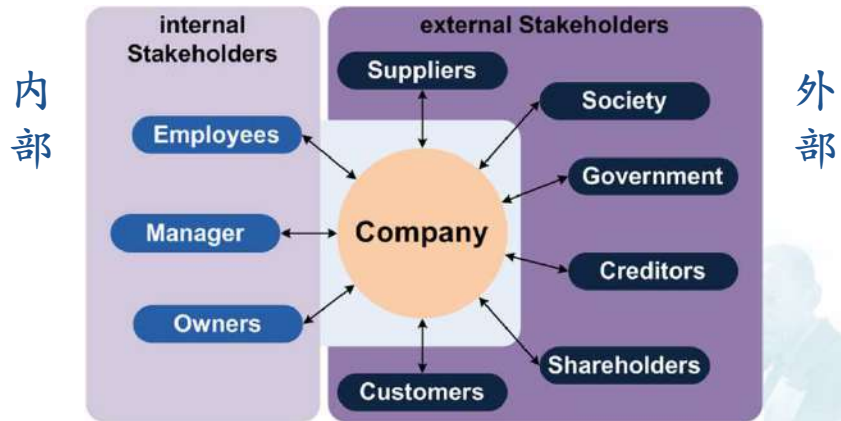 internal
Stakeholders
external Stakeholders
内
部
Employees
Manager
Owners
Company
Suppliers
Society
Government
Creditors
Shareholders
Customers
外
部